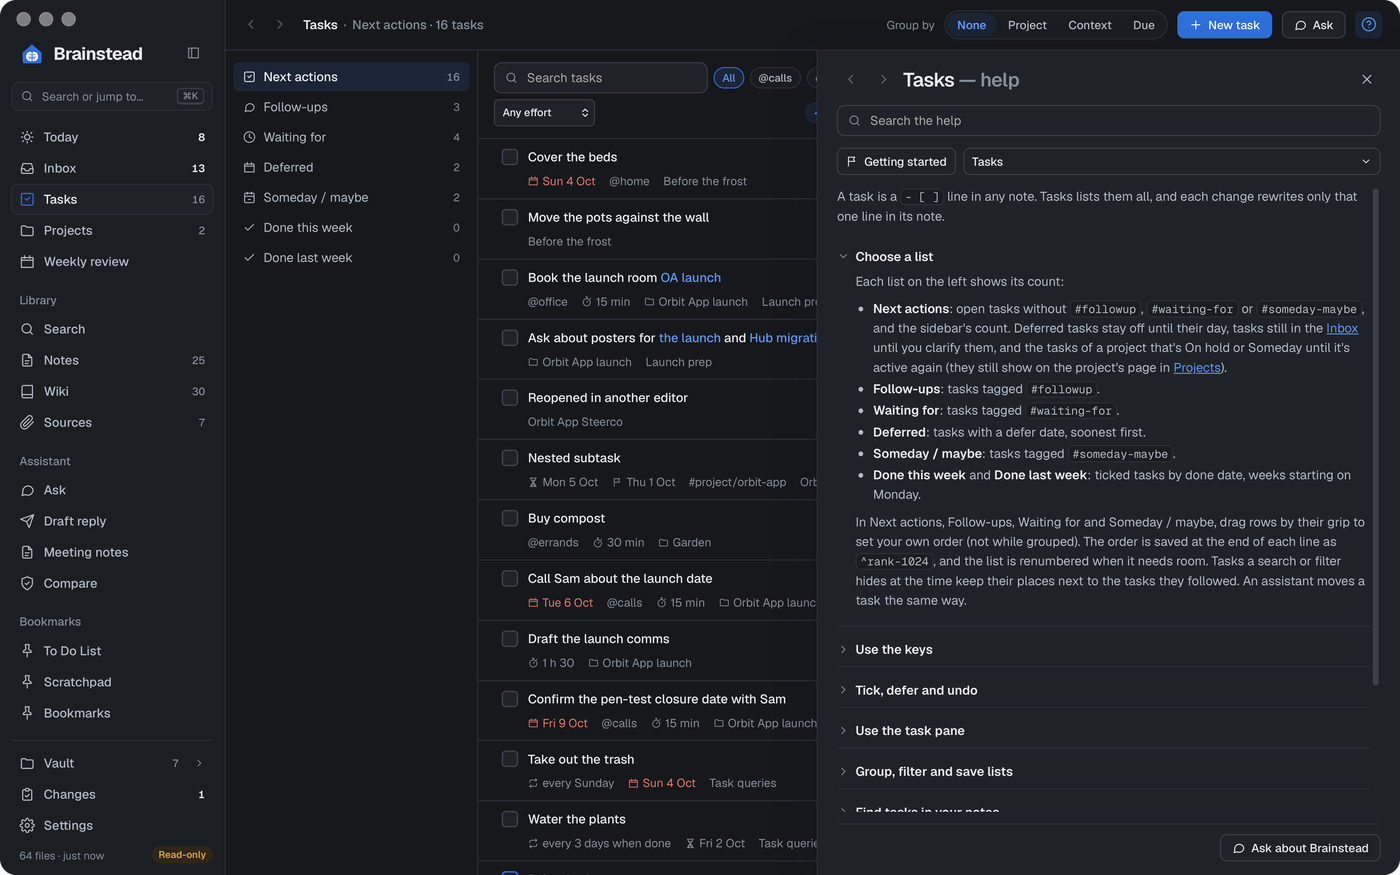 Brainstead
Search or jump to… ⌘K
Today 8
Inbox 13
Tasks 16
Projects 2
Weekly review
Library
Search
Notes 25
Wiki 30
Sources 7
Assistant
Ask
Draft reply
Meeting notes
Compare
Bookmarks
To Do List
Scratchpad
Bookmarks
Vault 7
Changes 1
Settings
64 files · just now Read-only
Tasks · Next actions · 16 tasks
Group by None Project Context Due
+ New task
Ask
Next actions 16
Follow-ups 3
Waiting for 4
Deferred 2
Someday / maybe 2
Done this week 0
Done last week 0
Search tasks
All @calls
Any effort
Cover the beds
Sun 4 Oct @home Before the frost
Move the pots against the wall
Before the frost
Book the launch room OA launch
@office 15 min Orbit App launch Launch pre
Ask about posters for the launch and Hub migrati
Orbit App launch Launch prep
Reopened in another editor
Orbit App Steerco
Nested subtask
Mon 5 Oct Thu 1 Oct #project/orbit-app Orb
Buy compost
@errands 30 min Garden
Call Sam about the launch date
Tue 6 Oct @calls 15 min Orbit App launc
Draft the launch comms
1 h 30 Orbit App launch
Confirm the pen-test closure date with Sam
Fri 9 Oct @calls 15 min Orbit App launch
Take out the trash
every Sunday Sun 4 Oct Task queries
Water the plants
every 3 days when done Fri 2 Oct Task querie
Tasks — help
Search the help
Getting started
Tasks
A task is a - [ ] line in any note. Tasks lists them all, and each change rewrites only that
one line in its note.
Choose a list
Each list on the left shows its count:
• Next actions: open tasks without #followup, #waiting-for or #someday-maybe,
and the sidebar's count. Deferred tasks stay off until their day, tasks still in the Inbox
until you clarify them, and the tasks of a project that's On hold or Someday until it's
active again (they still show on the project's page in Projects).
• Follow-ups: tasks tagged #followup.
• Waiting for: tasks tagged #waiting-for.
• Deferred: tasks with a defer date, soonest first.
• Someday / maybe: tasks tagged #someday-maybe.
• Done this week and Done last week: ticked tasks by done date, weeks starting on
Monday.
In Next actions, Follow-ups, Waiting for and Someday / maybe, drag rows by their grip to
set your own order (not while grouped). The order is saved at the end of each line as
^rank-1024, and the list is renumbered when it needs room. Tasks a search or filter
hides at the time keep their places next to the tasks they followed. An assistant moves a
task the same way.
Use the keys
Tick, defer and undo
Use the task pane
Group, filter and save lists
Find tasks in your notes
Ask about Brainstead